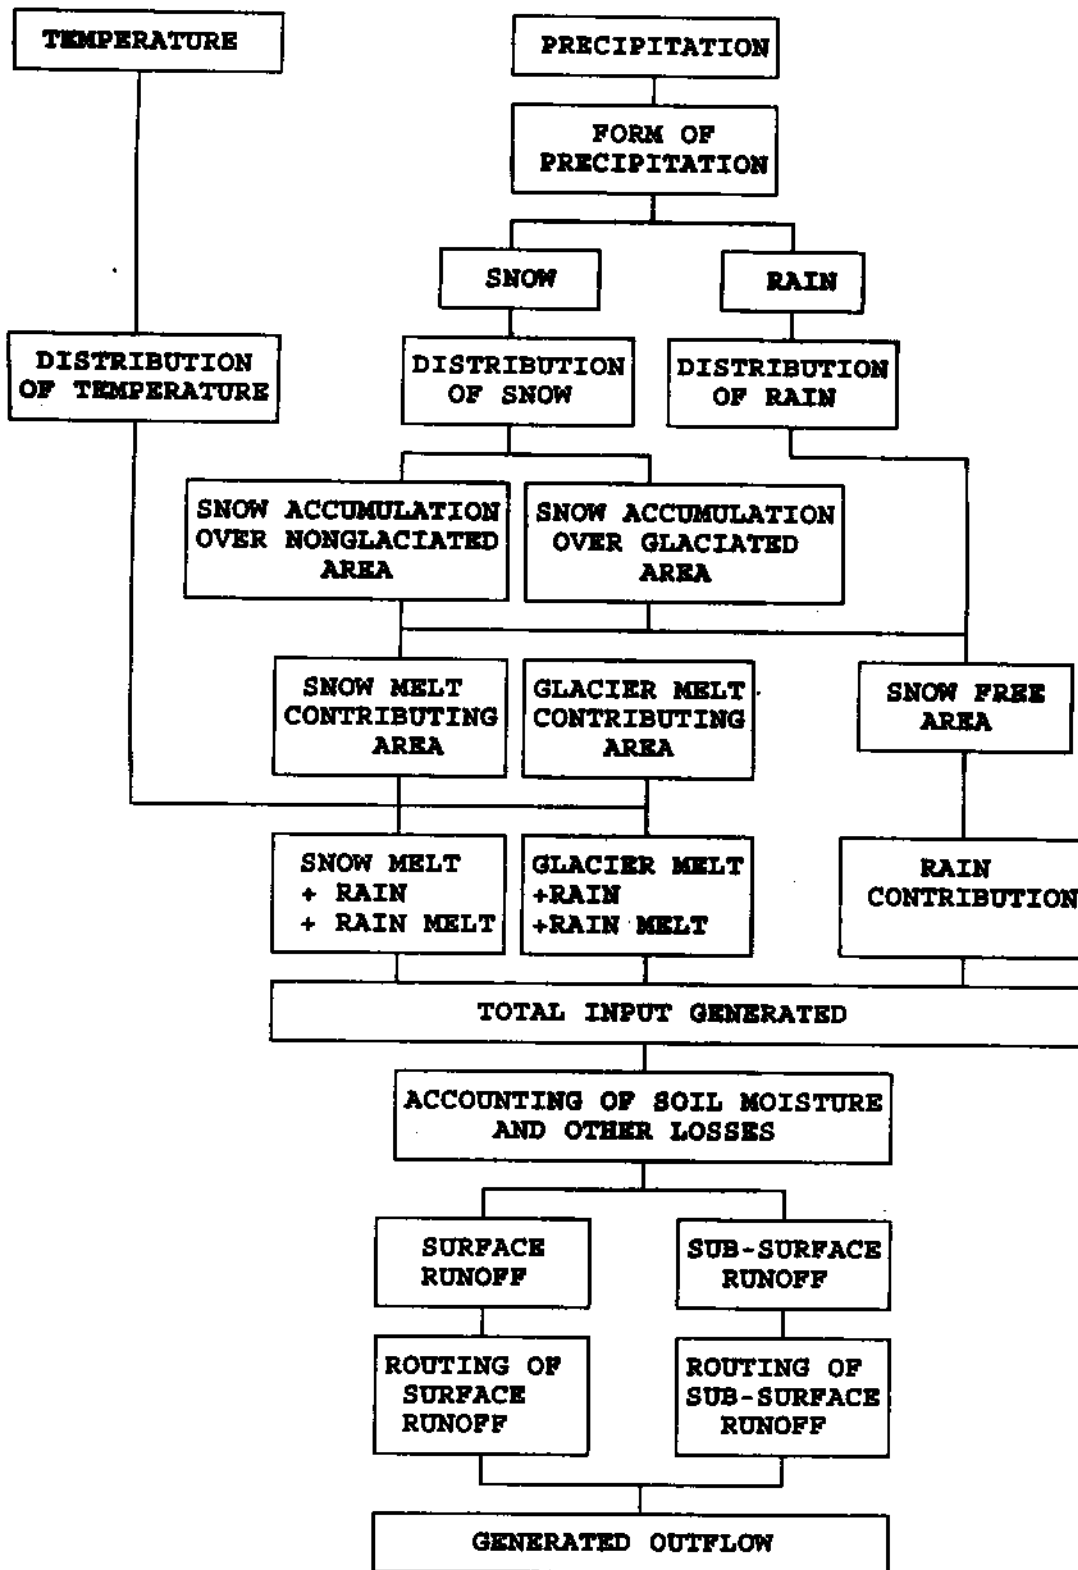 TEMPERATURE
PRECIPITATION
FORM OF
PRECIPITATION
SNOW
RAIN
DISTRIBUTION
OF TEMPERATURE
DISTRIBUTION
OF SNOW
DISTRIBUTION
OF RAIN
SNOW ACCUMULATION
OVER NONGLACIATED
AREA
SNOW ACCUMULATION
OVER GLACIATED
AREA
SNOW MELT
CONTRIBUTING
AREA
GLACIER MELT
CONTRIBUTING
AREA
SNOW FREE
AREA
SNOW MELT
+ RAIN
+ RAIN MELT
GLACIER MELT
+RAIN
+RAIN MELT
RAIN
CONTRIBUTION
TOTAL INPUT GENERATED
ACCOUNTING OF SOIL MOISTURE
AND OTHER LOSSES
SURFACE
RUNOFF
SUB-SURFACE
RUNOFF
ROUTING OF
SURFACE
RUNOFF
ROUTING OF
SUB-SURFACE
RUNOFF
GENERATED OUTFLOW